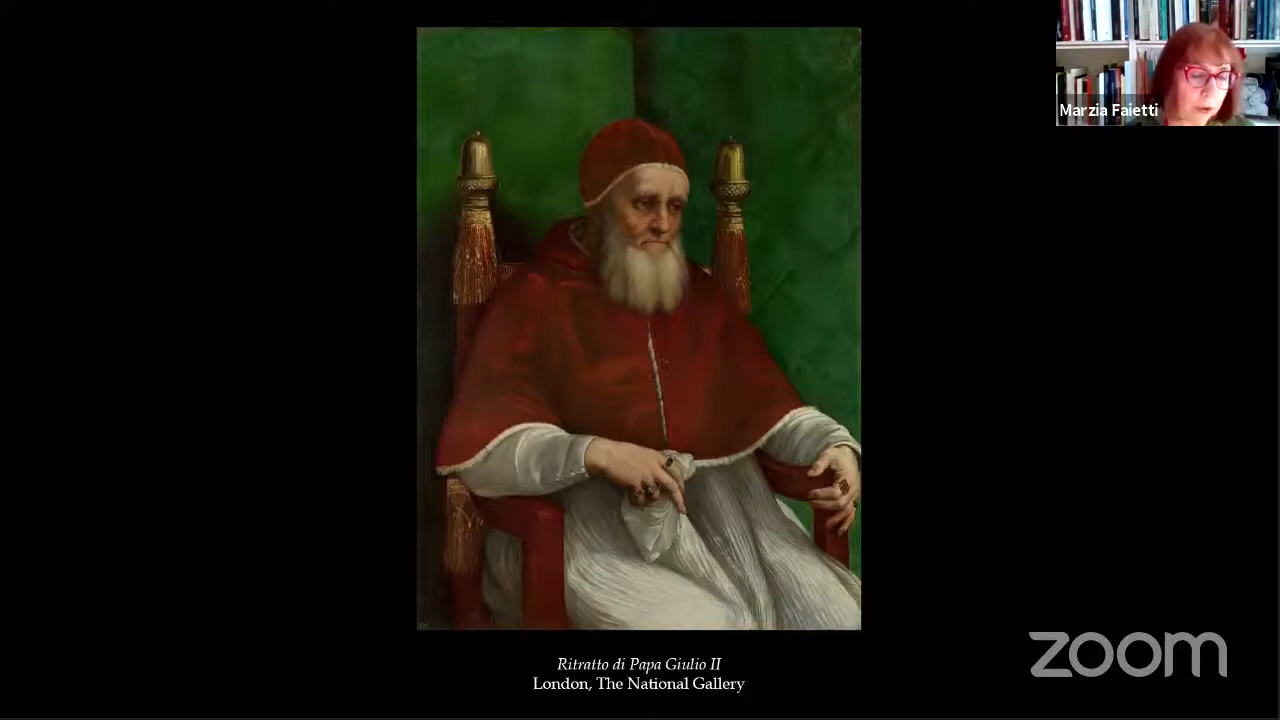 Marzia Faietti
Ritratto di Papa Giulio II
London, The National Gallery
zoom